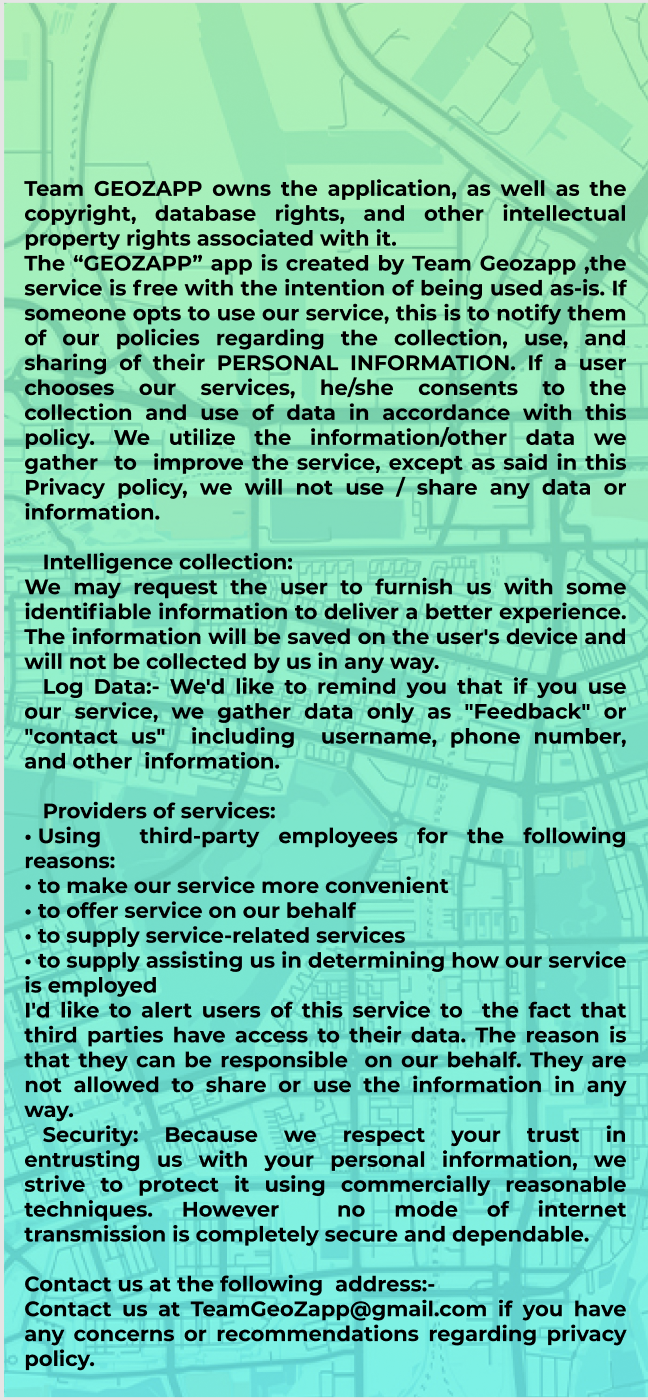 Team GEOZAPP owns the application, as well as the
copyright, database rights, and other intellectual
property rights associated with it.
The “GEOZAPP” app is created by Team Geozapp ,the
service is free with the intention of being used as-is. If
someone opts to use our service, this is to notify them
of our policies regarding the collection, use, and
sharing of their PERSONAL INFORMATION. If a user
chooses our services, he/she consents to the
collection and use of data in accordance with this
policy. We utilize the information/other data we
gather to improve the service, except as said in this
Privacy policy, we will not use / share any data or
information.
Intelligence collection:
We may request the user to furnish us with some
identifiable information to deliver a better experience.
The information will be saved on the user's device and
will not be collected by us in any way.
Log Data:- We'd like to remind you that if you use
our service, we gather data only as "Feedback" or
"contact us" including username, phone number,
and other information.
Providers of services:
• Using third-party employees for the following
reasons:
• to make our service more convenient
• to offer service on our behalf
• to supply service-related services
• to supply assisting us in determining how our service
is employed
I'd like to alert users of this service to the fact that
third parties have access to their data. The reason is
that they can be responsible on our behalf. They are
not allowed to share or use the information in any
way.
Security: Because we respect your trust in
entrusting us with your personal information, we
strive to protect it using commercially reasonable
techniques. However no mode of internet
transmission is completely secure and dependable.
Contact us at the following address:-
Contact us at TeamGeoZapp@gmail.com if you have
any concerns or recommendations regarding privacy
policy.